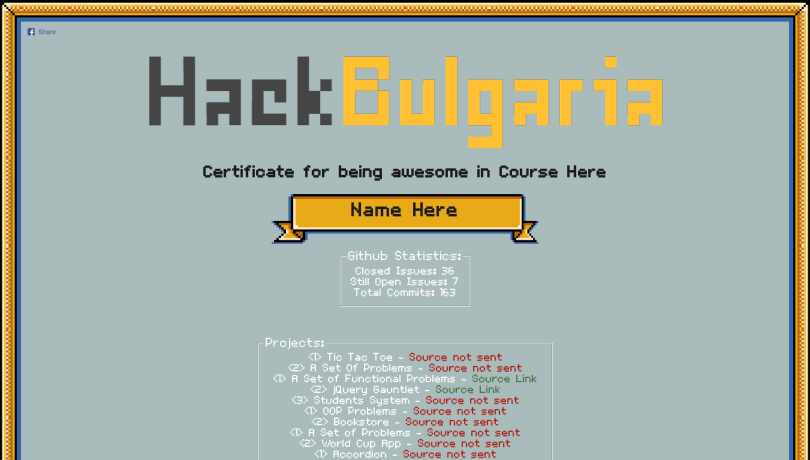 Share
HackBulgaria
Certificate for being awesome in Course Here
Name Here
Github Statistics:
Closed Issues: 36
Still Open Issues: 7
Total Commits: 163
Projects:
<1> Tic Tac Toe - Source not sent
<2> A Set Of Problems - Source not sent
<1> A Set of Functional Problems - Source Link
<2> jQuery Gauntlet - Source Link
<3> Students System - Source not sent
<1> OOP Problems - Source not sent
<2> Bookstore - Source not sent
<1> A Set of Problems - Source not sent
<2> World Cup App - Source not sent
<1> Accordion - Source not sent